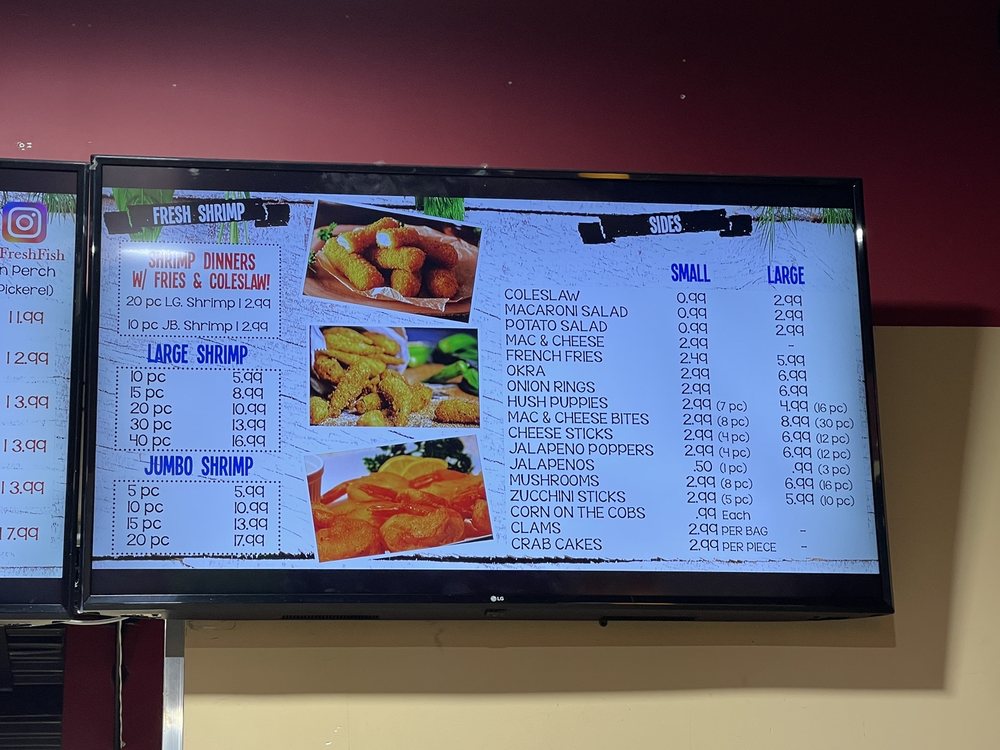 FreshFish
n Perch
Pickerel)
11.99
12.99
13.99
13.99
13.99
17.99
FRESH SHRIMP
SHRIMP DINNERS
W/ FRIES & COLESLAW!
20 pc LG. Shrimp 12.99
10 pc JB. Shrimp 12.99
LARGE SHRIMP
10 pc 5.99
15 pc 8.99
20 pc 10.99
30 pc 13.99
40 pc 16.99
JUMBO SHRIMP
5 pc 5.99
10 pc 10.99
15 pc 13.99
20 pc 17.99
SIDES
SMALL LARGE
COLESLAW 0.99 2.99
MACARONI SALAD 0.99 2.99
POTATO SALAD 0.99 2.99
MAC & CHEESE 2.99 -
FRENCH FRIES 2.49 5.99
OKRA 2.99 6.99
ONION RINGS 2.99 6.99
HUSH PUPPIES 2.99 (7 pc) 4.99 (16 pc)
MAC & CHEESE BITES 2.99 (8 pc) 8.99 (30 pc)
CHEESE STICKS 2.99 (4 pc) 6.99 (12 pc)
JALAPENO POPPERS 2.99 (4 pc) 6.99 (12 pc)
JALAPENOS .50 (1 pc) .99 (3 pc)
MUSHROOMS 2.99 (8 pc) 6.99 (16 pc)
ZUCCHINI STICKS 2.99 (5 pc) 5.99 (10 pc)
CORN ON THE COBS .99 Each
CLAMS 2.99 PER BAG -
CRAB CAKES 2.99 PER PIECE -
LG